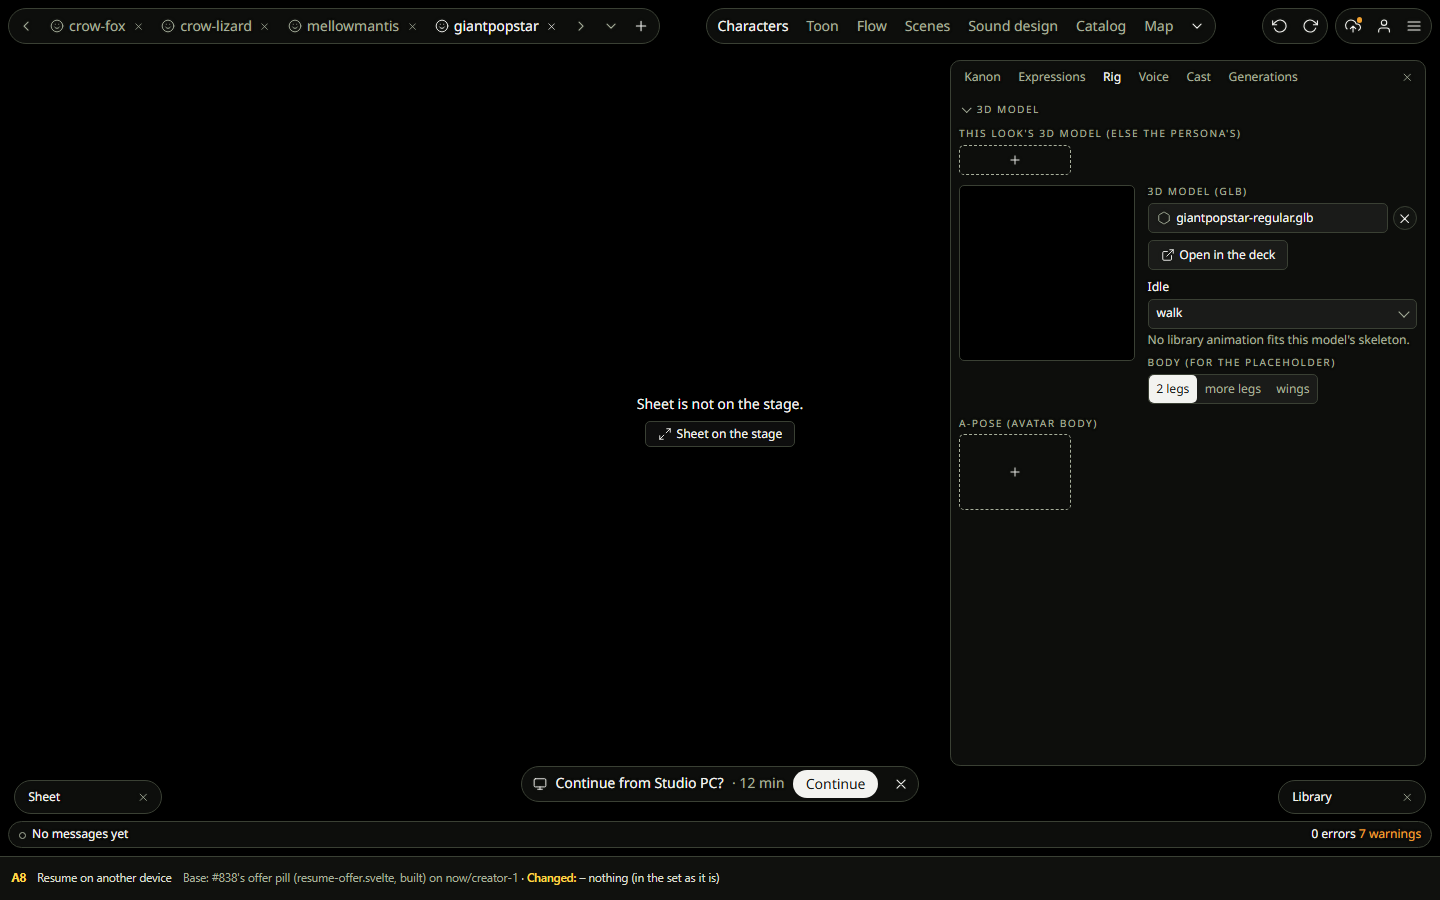 crow-fox crow-lizard mellowmantis giantpopstar
Characters Toon Flow Scenes Sound design Catalog Map
Kanon Expressions Rig Voice Cast Generations
3D MODEL
THIS LOOK'S 3D MODEL (ELSE THE PERSONA'S)
3D MODEL (GLB)
giantpopstar-regular.glb
Open in the deck
Idle
walk
No library animation fits this model's skeleton.
BODY (FOR THE PLACEHOLDER)
2 legs more legs wings
A-POSE (AVATAR BODY)
Sheet is not on the stage.
Sheet on the stage
Continue from Studio PC? · 12 min Continue
Sheet
Library
No messages yet
0 errors 7 warnings
A8 Resume on another device Base: #838's offer pill (resume-offer.svelte, built) on now/creator-1 · Changed: – nothing (in the set as it is)